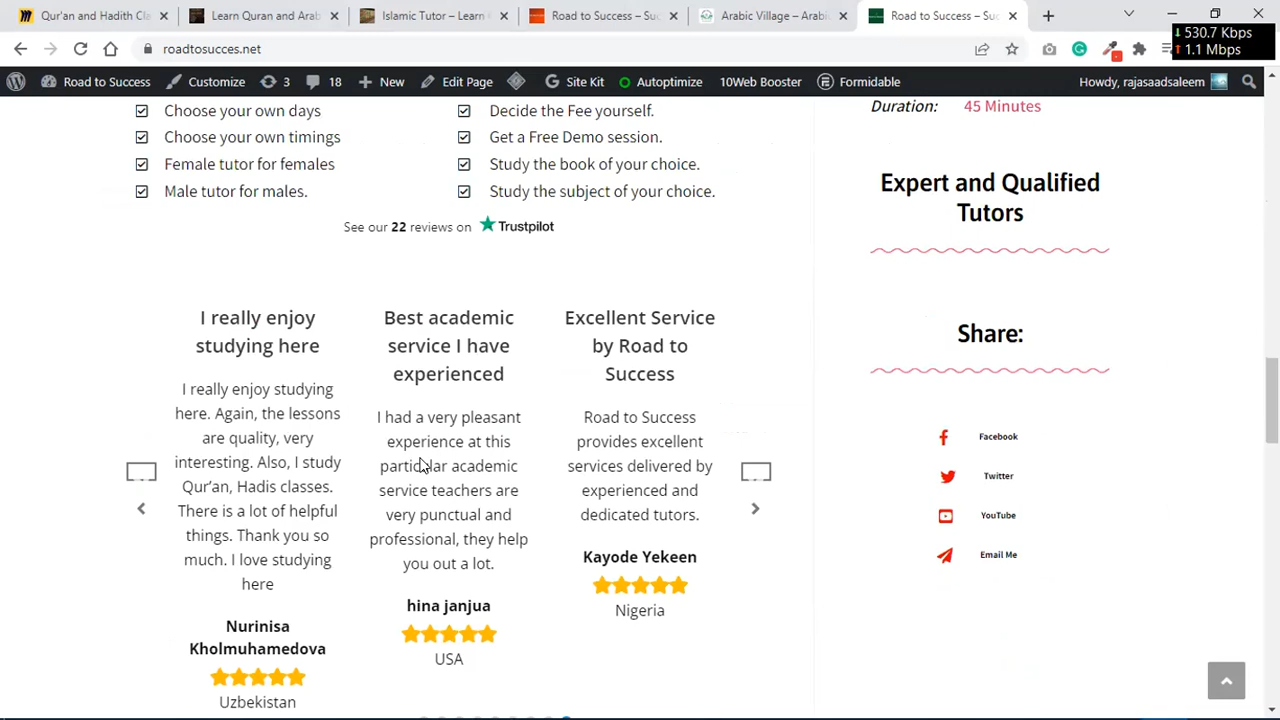 Qur'an and Hadith Cl
Learn Quran and Arab
Islamic Tutor – Learn
Road to Success – Suc
Arabic Village – Arabi
Road to Success – Suc
530.7 Kbps
1.1 Mbps
roadtosucces.net
Road to Success
Customize
3
18
New
Edit Page
Site Kit
Autoptimize
10Web Booster
Formidable
Howdy, rajasaadsaleem
Choose your own days
Choose your own timings
Female tutor for females
Male tutor for males.
Decide the Fee yourself.
Get a Free Demo session.
Study the book of your choice.
Study the subject of your choice.
See our 22 reviews on Trustpilot
I really enjoy
studying here
I really enjoy studying
here. Again, the lessons
are quality, very
interesting. Also, I study
Qur'an, Hadis classes.
There is a lot of helpful
things. Thank you so
much. I love studying
here
Nurinisa
Kholmuhamedova
Uzbekistan
Best academic
service I have
experienced
I had a very pleasant
experience at this
particular academic
service teachers are
very punctual and
professional, they help
you out a lot.
hina janjua
USA
Excellent Service
by Road to
Success
Road to Success
provides excellent
services delivered by
experienced and
dedicated tutors.
Kayode Yekeen
Nigeria
Duration: 45 Minutes
Expert and Qualified
Tutors
Share:
Facebook
Twitter
YouTube
Email Me